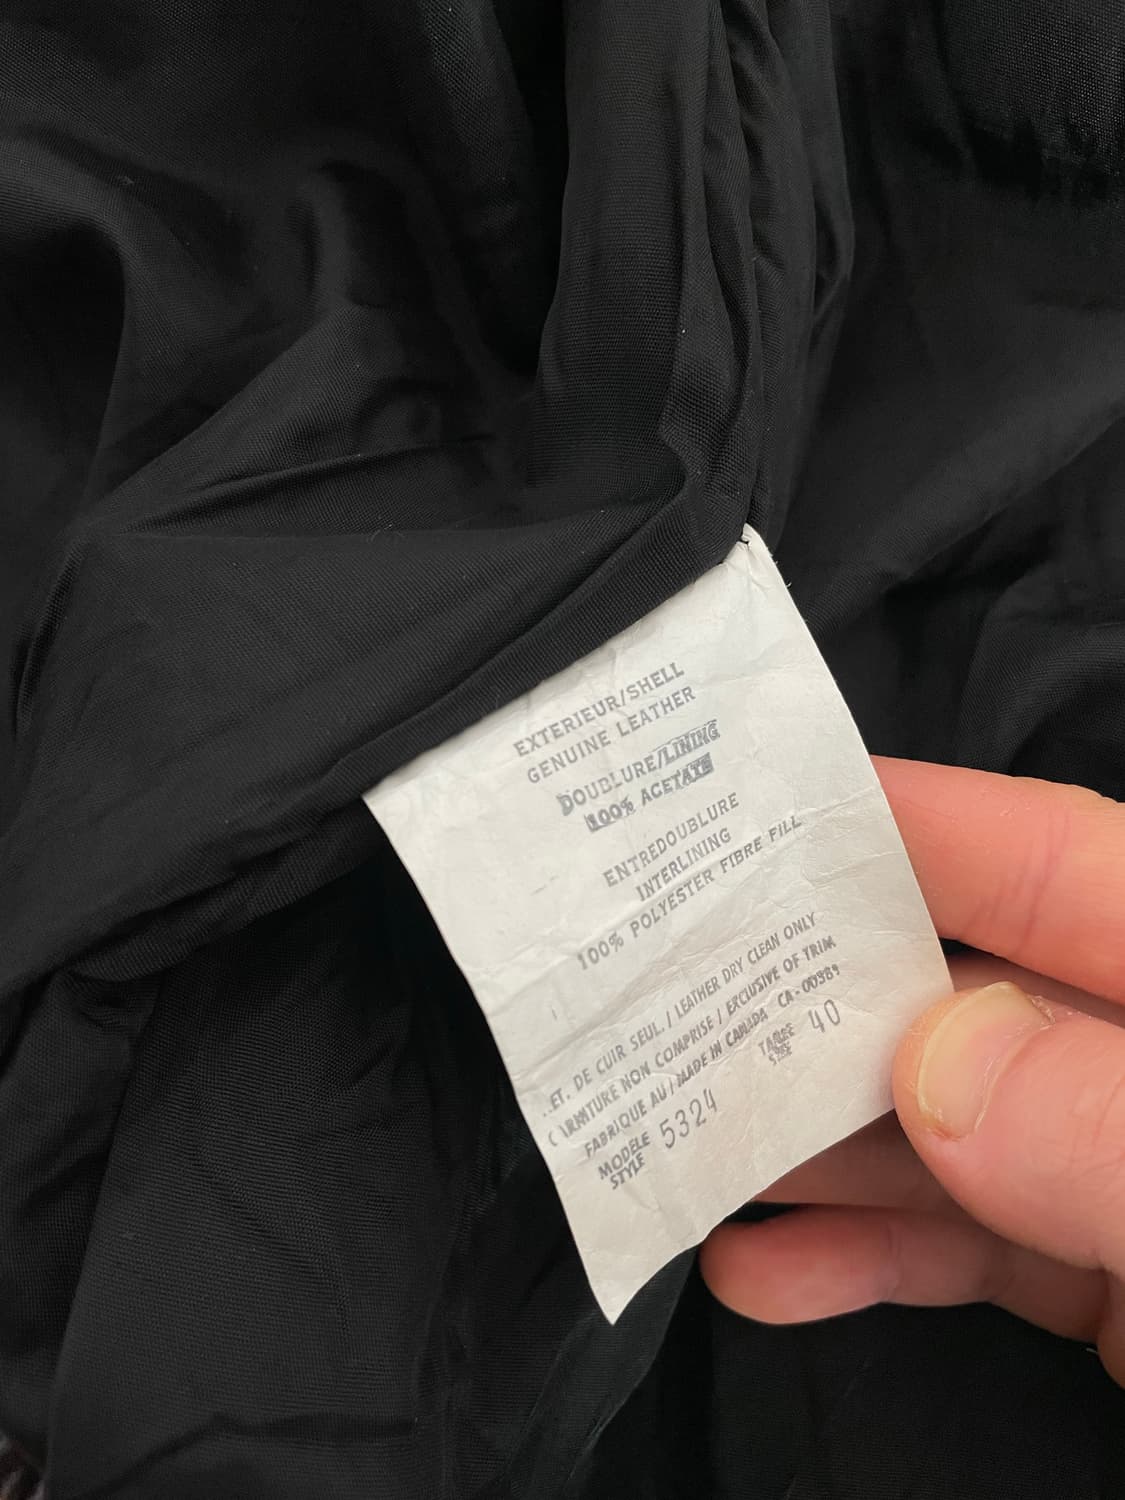 EXTERIEUR/SHELL
GENUINE LEATHER
DOUBLURE/LINING
100% ACETATE
ENTREDOUBLURE
INTERLINING
100% POLYESTER FIBRE FILL
ET. DE CUIR SEUL. / LEATHER DRY CLEAN ONLY
GARNITURE NON COMPRISE / EXCLUSIVE OF TRIM
FABRIQUE AU / MADE IN CANADA CA-00389
MODELE STYLE 5324 TAILLE SIZE 40